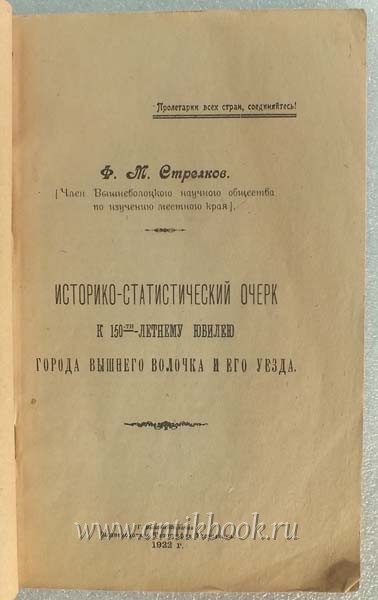 Пролетарии всех стран, соединяйтесь!
Ф. М. Стрелков.
[Член Вышневолоцкого научного общества
по изучению местного края].
ИСТОРИКО-СТАТИСТИЧЕСКИЙ ОЧЕРК
К 150-ТИ-ЛЕТНЕМУ ЮБИЛЕЮ
ГОРОДА ВЫШНЕГО ВОЛОЧКА И ЕГО УЕЗДА.
www.antikbook.ru
1922 г.